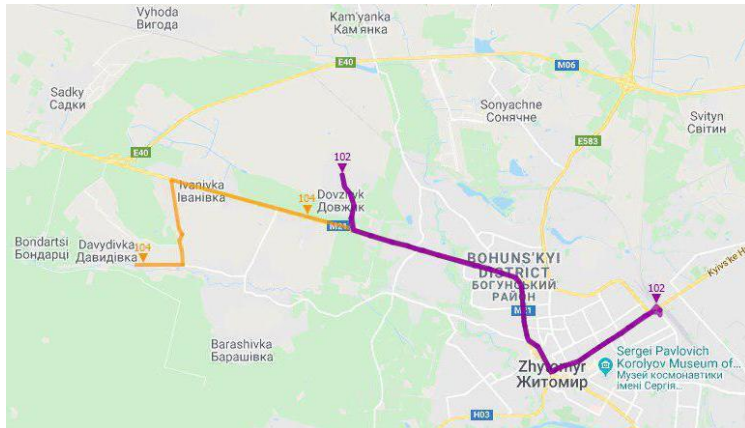 Vyhoda
Вигода
Kam'yanka
Кам'янка
E40
M06
Sadky
Садки
Sonyachne
Сонячне
Svityn
Світин
E583
E40
102
Ivanivka
Іванівка
104
Dovzhyk
Довжик
M21
Bondartsi
Бондарці
Davydivka
Давидівка
104
BOHUNS'KYI
DISTRICT
БОГУНСЬКИЙ
РАЙОН
Kyivs'ke
102
M21
Barashivka
Барашівка
Zhytomyr
Житомир
Sergei Pavlovich
Korolyov Museum of...
Музей космонавтики
імені Сергія...
H03